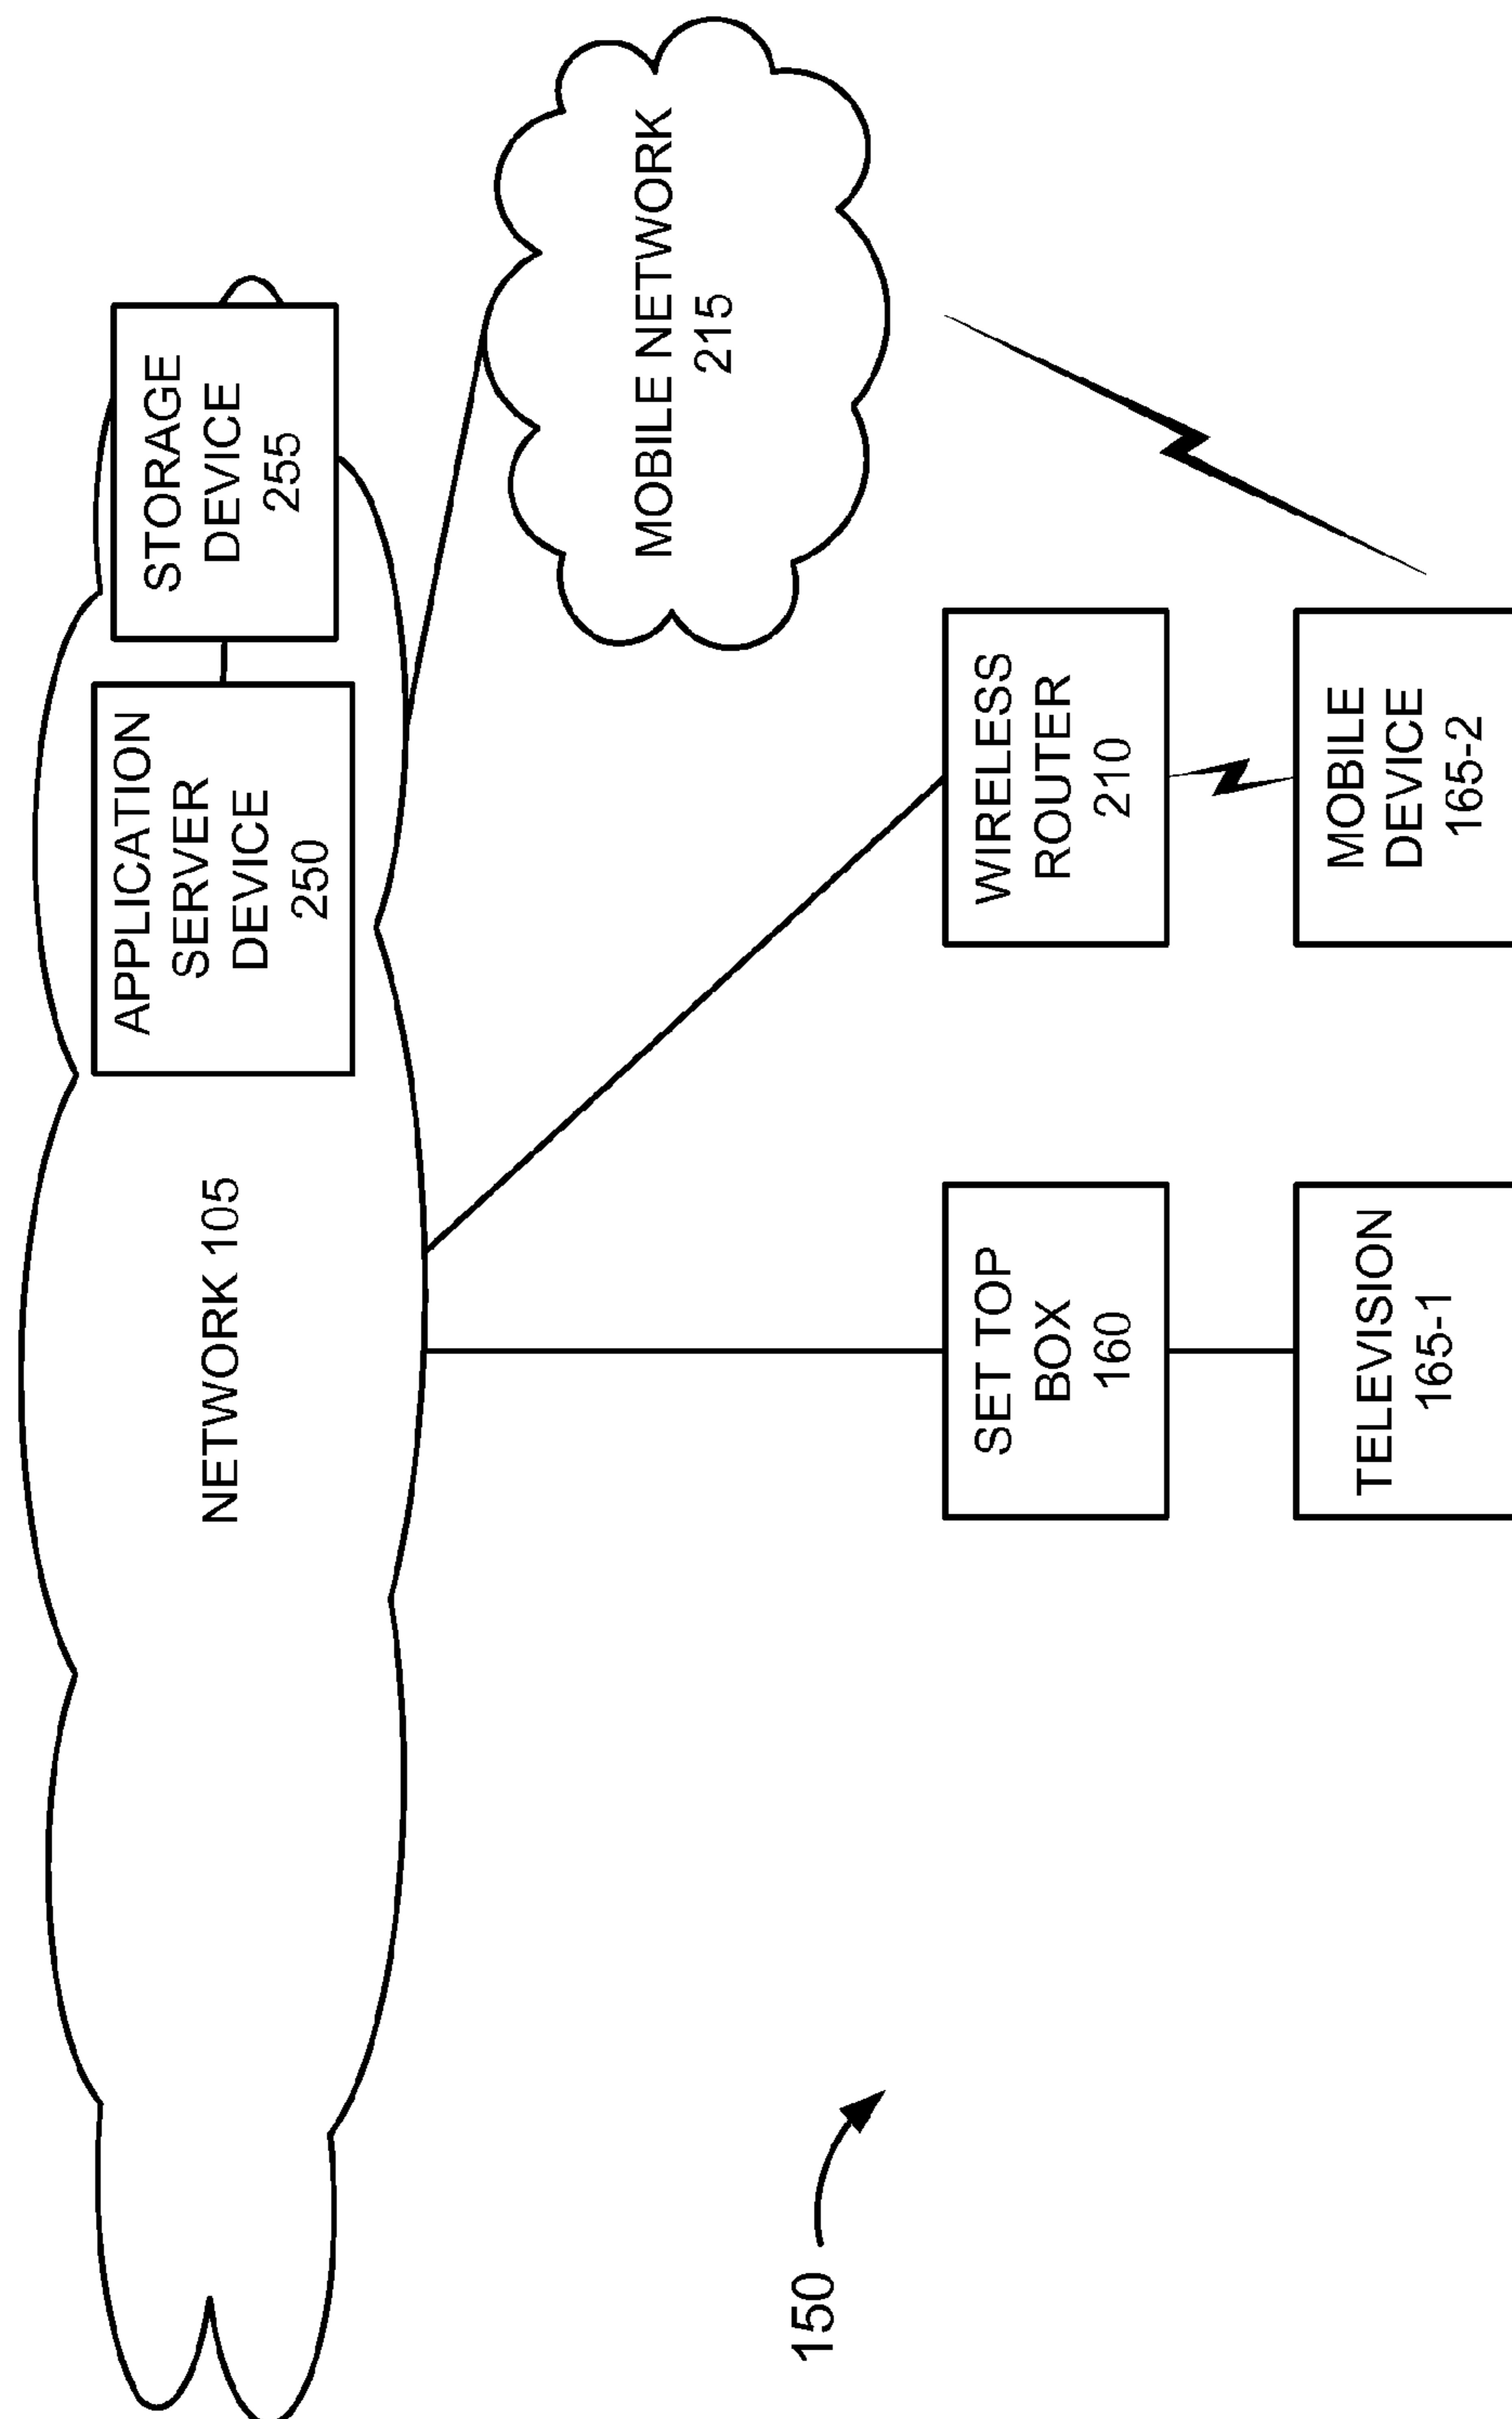 NETWORK 105
APPLICATION
SERVER
DEVICE
250
STORAGE
DEVICE
255
MOBILE NETWORK
215
150
SET TOP
BOX
160
WIRELESS
ROUTER
210
TELEVISION
165-1
MOBILE
DEVICE
165-2